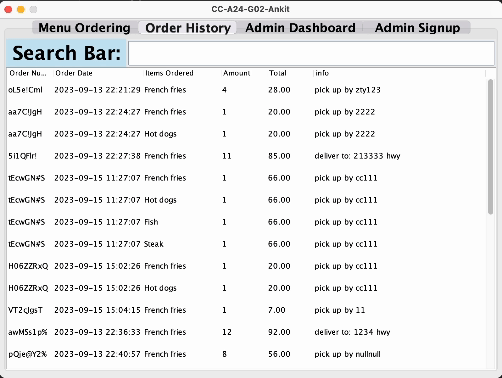 CC-A24-G02-Ankit
Menu Ordering Order History Admin Dashboard Admin Signup
Search Bar:
Order Nu... Order Date Items Ordered Amount Total info
oL5e!Cml 2023-09-13 22:21:29 French fries 4 28.00 pick up by zty123
aa7C!JgH 2023-09-13 22:24:27 French fries 1 20.00 pick up by 2222
aa7C!JgH 2023-09-13 22:24:27 Hot dogs 1 20.00 pick up by 2222
5i1QFlr! 2023-09-13 22:27:38 French fries 11 85.00 deliver to: 213333 hwy
tEcwGN#S 2023-09-15 11:27:07 French fries 1 66.00 pick up by cc111
tEcwGN#S 2023-09-15 11:27:07 Hot dogs 1 66.00 pick up by cc111
tEcwGN#S 2023-09-15 11:27:07 Fish 1 66.00 pick up by cc111
tEcwGN#S 2023-09-15 11:27:07 Steak 1 66.00 pick up by cc111
H06ZZRxQ 2023-09-15 15:02:26 French fries 1 20.00 pick up by cc111
H06ZZRxQ 2023-09-15 15:02:26 Hot dogs 1 20.00 pick up by cc111
VT2cJgsT 2023-09-15 15:04:15 French fries 1 7.00 pick up by 11
awMSs1p% 2023-09-13 22:36:33 French fries 12 92.00 deliver to: 1234 hwy
pQje@Y2% 2023-09-13 22:40:57 French fries 8 56.00 pick up by nullnull